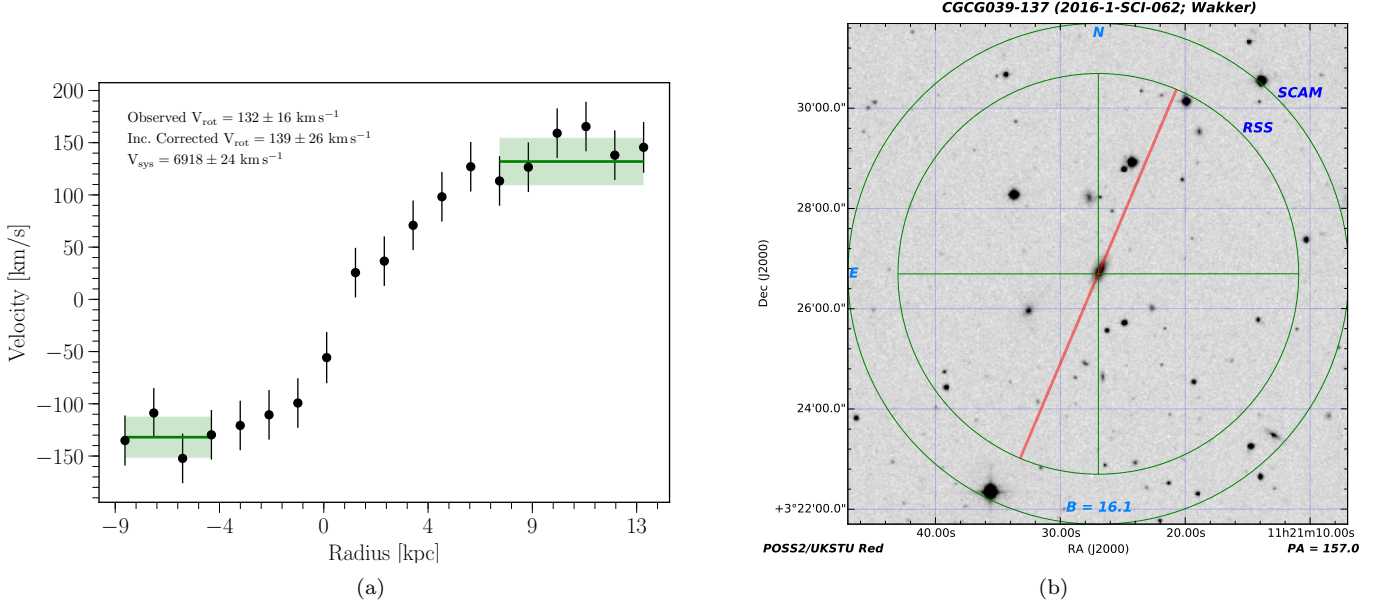 CGCG039-137 (2016-1-SCI-062; Wakker)
200
150
100
50
0
−50
−100
−150
Velocity [km/s]
Observed Vrot = 132 ± 16 km s−1
Inc. Corrected Vrot = 139 ± 26 km s−1
Vsys = 6918 ± 24 km s−1
−9
−4
0
4
9
13
Radius [kpc]
(a)
N
SCAM
RSS
E
B = 16.1
30'00.0"
28'00.0"
26'00.0"
24'00.0"
+3°22'00.0"
Dec (J2000)
40.00s
30.00s
20.00s
11h21m10.00s
POSS2/UKSTU Red
RA (J2000)
PA = 157.0
(b)